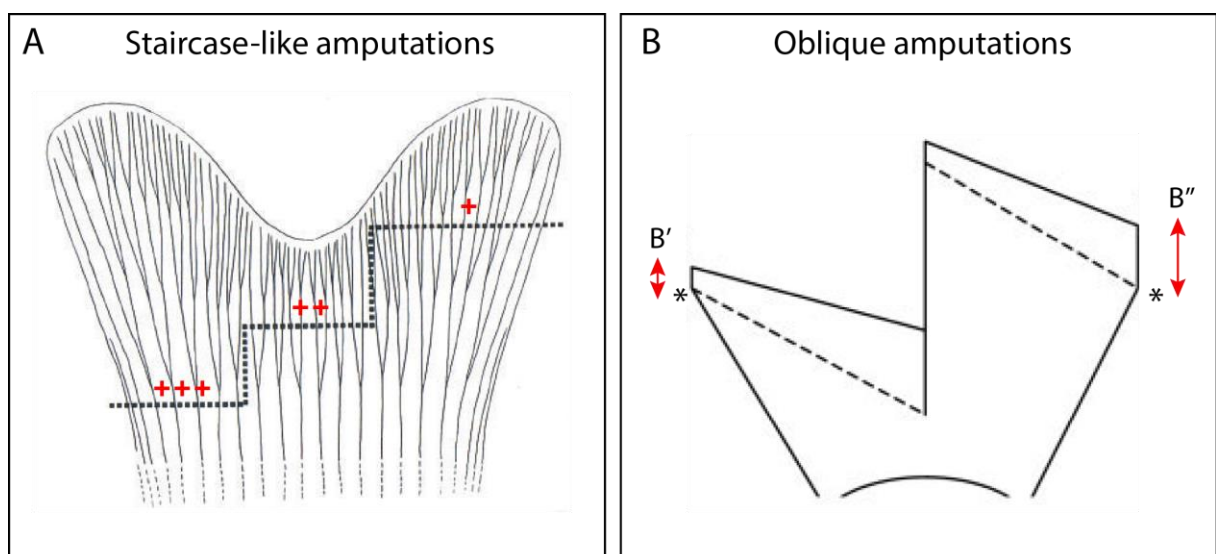 A Staircase-like amputations
+
++
+++
B Oblique amputations
B″
B′
*
*